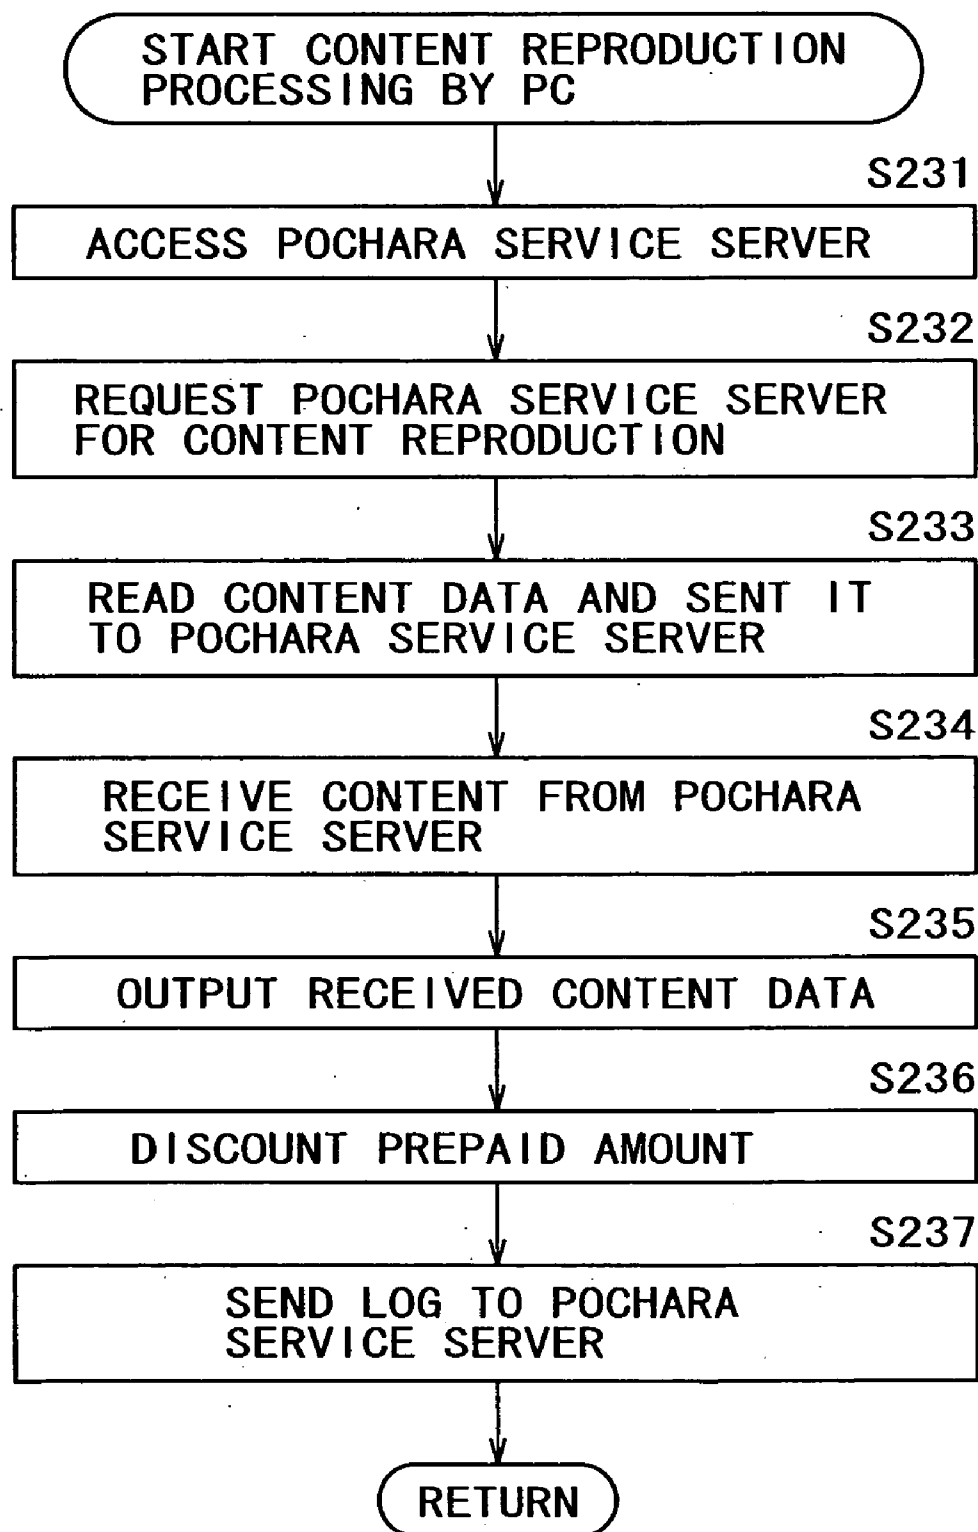 START CONTENT REPRODUCTION
PROCESSING BY PC
S231
ACCESS POCHARA SERVICE SERVER
S232
REQUEST POCHARA SERVICE SERVER
FOR CONTENT REPRODUCTION
S233
READ CONTENT DATA AND SENT IT
TO POCHARA SERVICE SERVER
S234
RECEIVE CONTENT FROM POCHARA
SERVICE SERVER
S235
OUTPUT RECEIVED CONTENT DATA
S236
DISCOUNT PREPAID AMOUNT
S237
SEND LOG TO POCHARA
SERVICE SERVER
RETURN